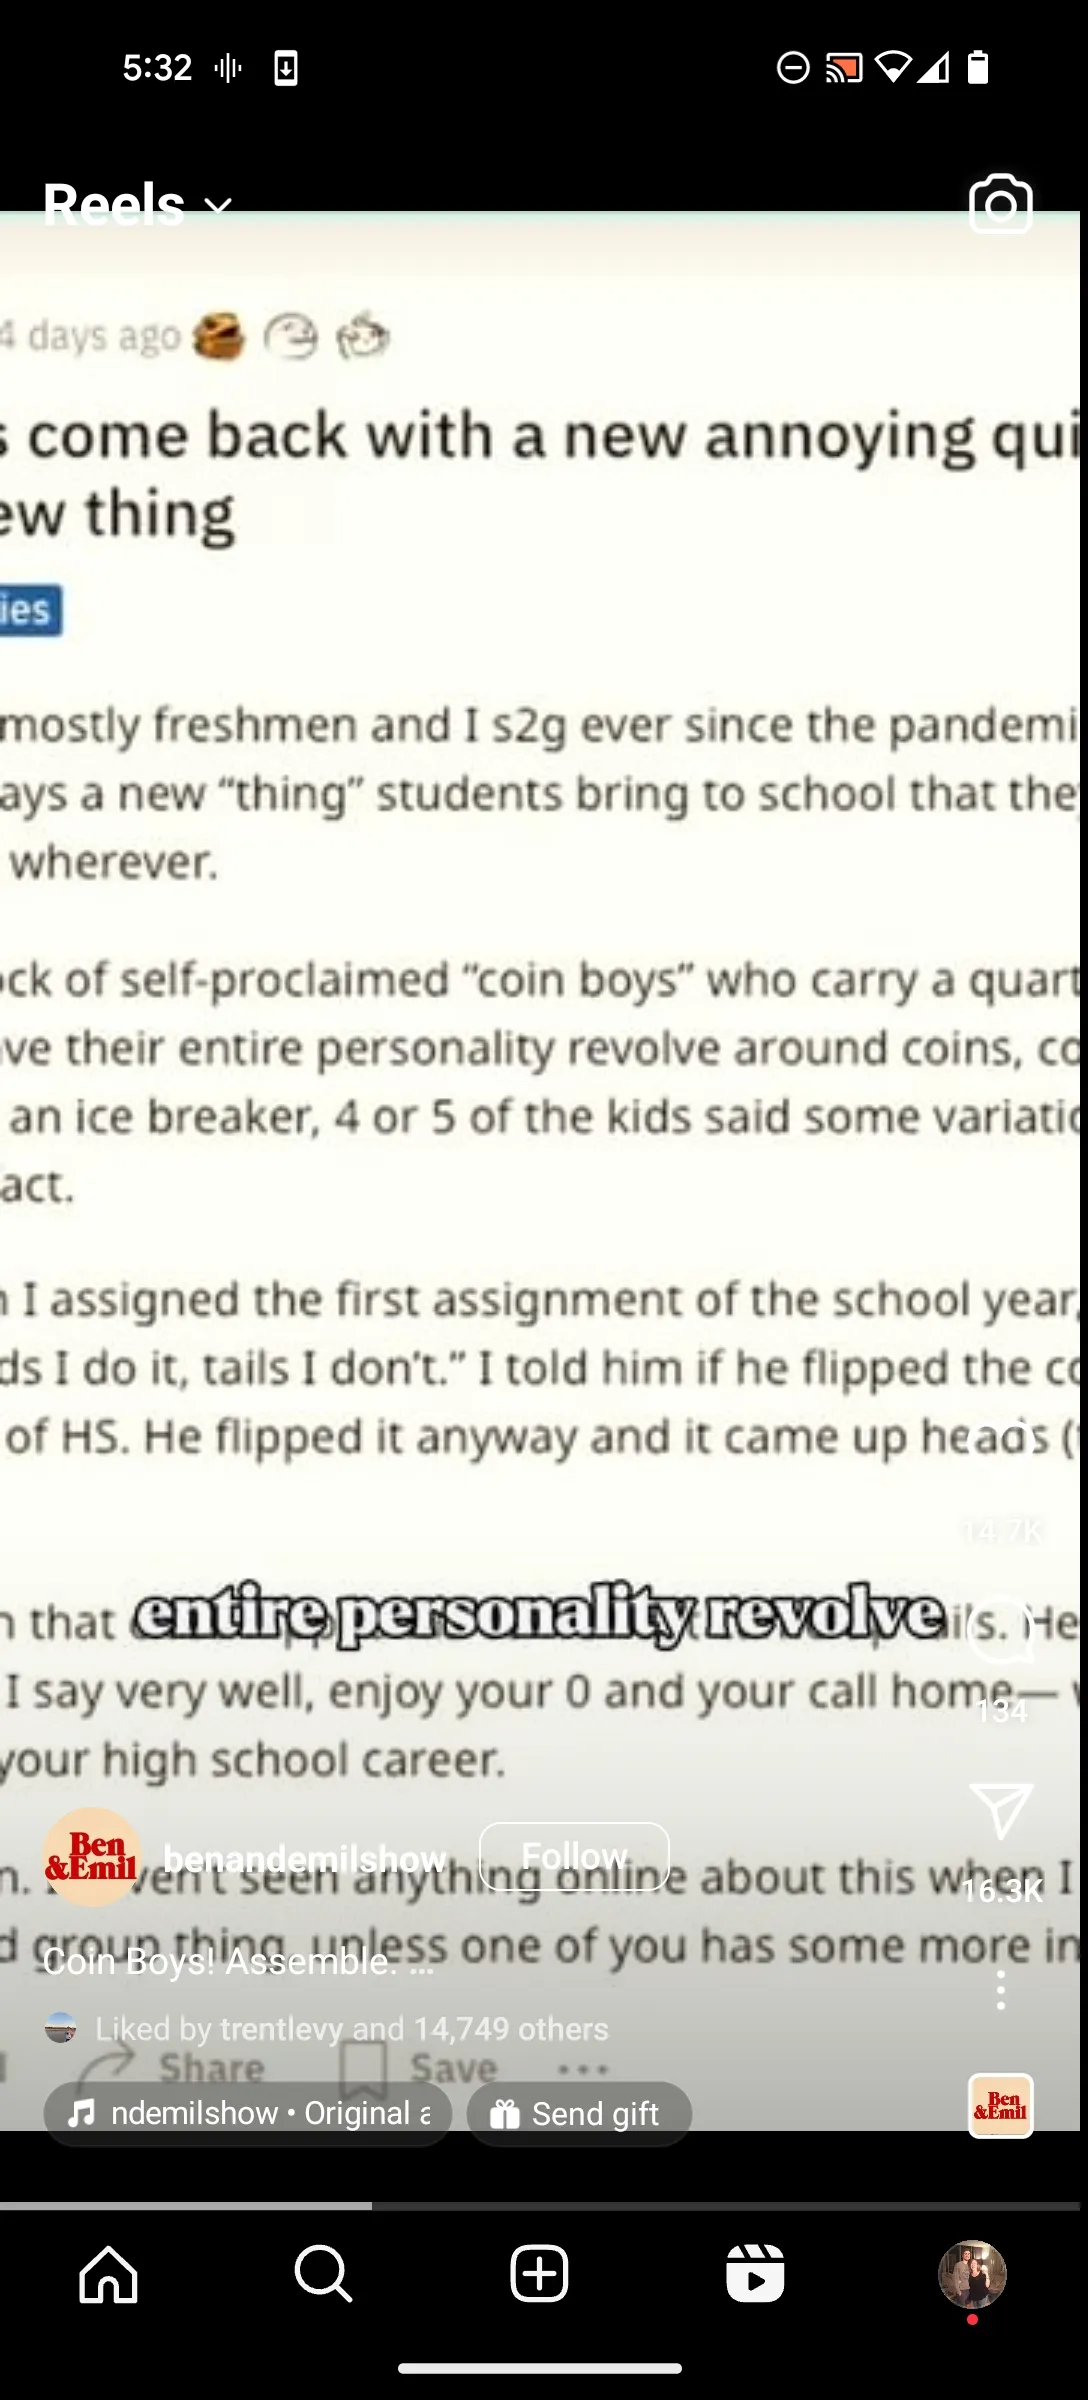 5:32
Reels
4 days ago
come back with a new annoying
ew thing
ies
mostly freshmen and I s2g ever since the pandemi
ays a new “thing” students bring to school that they
wherever.
ock of self-proclaimed “coin boys” who carry a quart
ve their entire personality revolve around coins, co
an ice breaker, 4 or 5 of the kids said some variatio
act.
I assigned the first assignment of the school year,
ds I do it, tails I don’t.” I told him if he flipped the co
of HS. He flipped it anyway and it came up heads (
14.7K
entire personality revolve
that
ils. He
I say very well, enjoy your 0 and your call home—
134
your high school career.
Ben
&Emil
benandemilshow
Follow
n. ven’t seen anything online about this when I
16.3K
d group thing, unless one of you has some more in
Coin Boys! Assemble. ...
Liked by trentlevy and 14,749 others
Share
Save
ndemilshow • Original
Send gift
Ben
&Emil